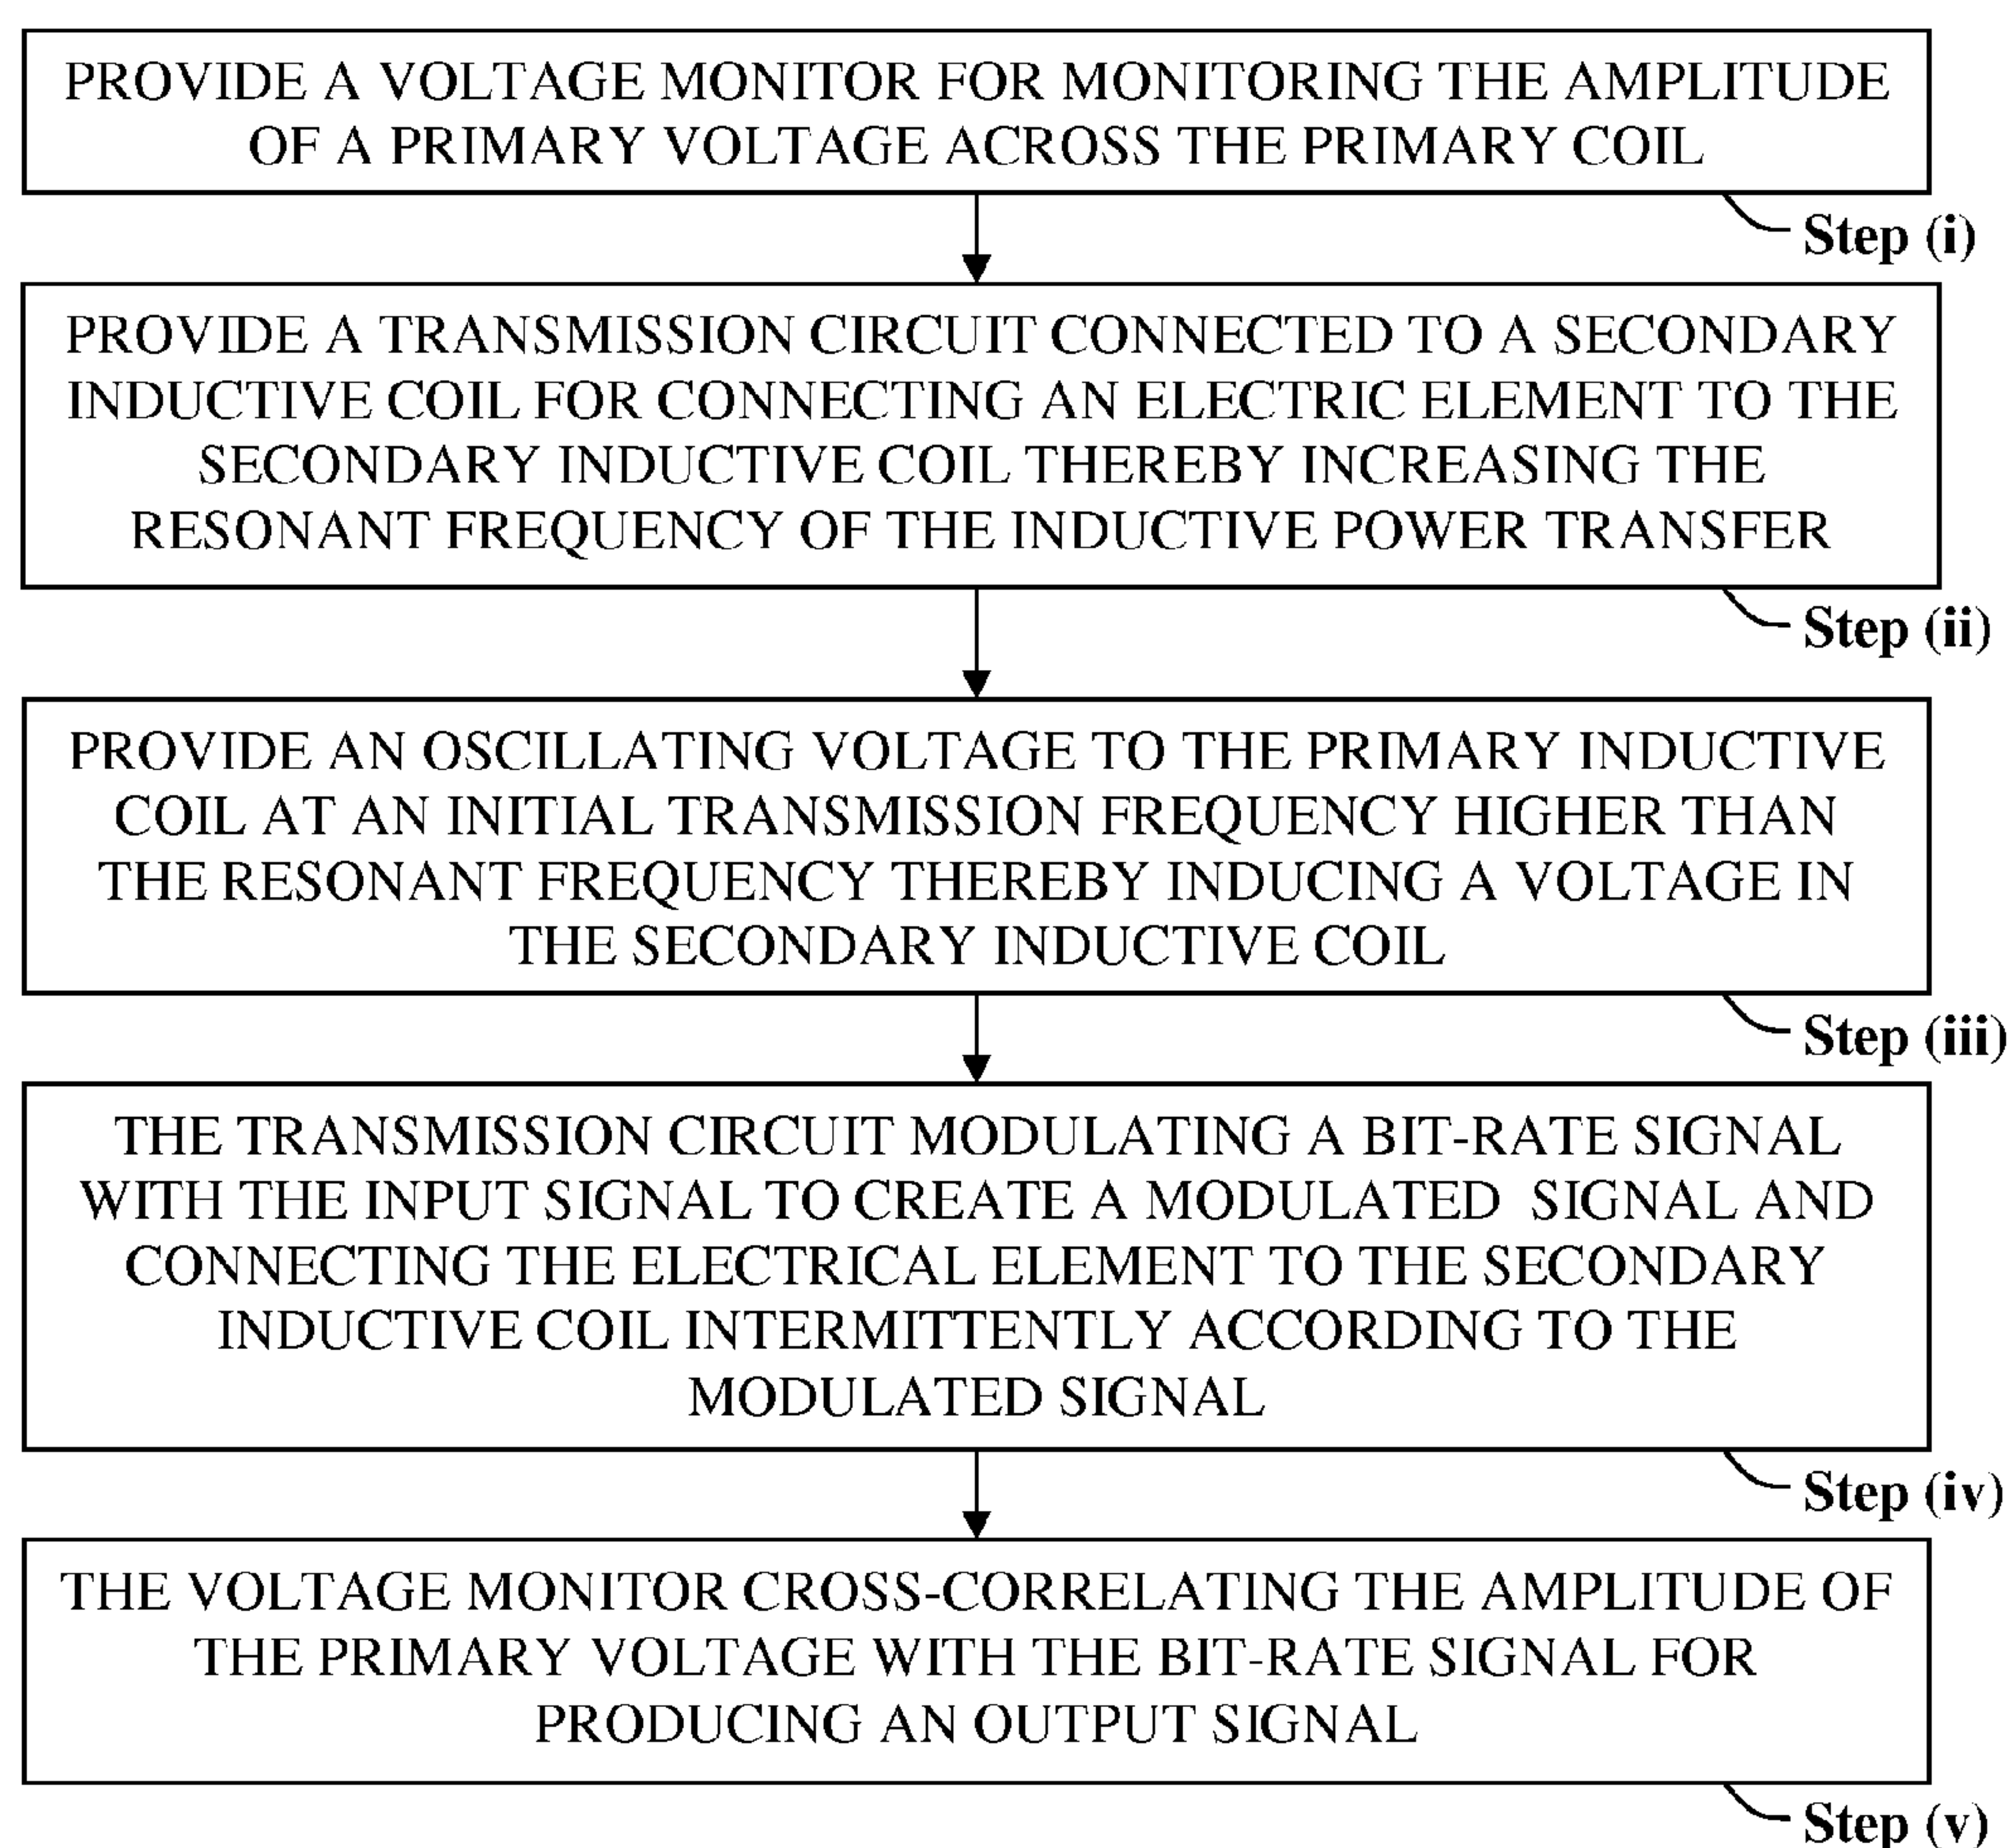 PROVIDE A VOLTAGE MONITOR FOR MONITORING THE AMPLITUDE
OF A PRIMARY VOLTAGE ACROSS THE PRIMARY COIL
Step (i)
PROVIDE A TRANSMISSION CIRCUIT CONNECTED TO A SECONDARY
INDUCTIVE COIL FOR CONNECTING AN ELECTRIC ELEMENT TO THE
SECONDARY INDUCTIVE COIL THEREBY INCREASING THE
RESONANT FREQUENCY OF THE INDUCTIVE POWER TRANSFER
Step (ii)
PROVIDE AN OSCILLATING VOLTAGE TO THE PRIMARY INDUCTIVE
COIL AT AN INITIAL TRANSMISSION FREQUENCY HIGHER THAN
THE RESONANT FREQUENCY THEREBY INDUCING A VOLTAGE IN
THE SECONDARY INDUCTIVE COIL
Step (iii)
THE TRANSMISSION CIRCUIT MODULATING A BIT-RATE SIGNAL
WITH THE INPUT SIGNAL TO CREATE A MODULATED SIGNAL AND
CONNECTING THE ELECTRICAL ELEMENT TO THE SECONDARY
INDUCTIVE COIL INTERMITTENTLY ACCORDING TO THE
MODULATED SIGNAL
Step (iv)
THE VOLTAGE MONITOR CROSS-CORRELATING THE AMPLITUDE OF
THE PRIMARY VOLTAGE WITH THE BIT-RATE SIGNAL FOR
PRODUCING AN OUTPUT SIGNAL
Step (v)